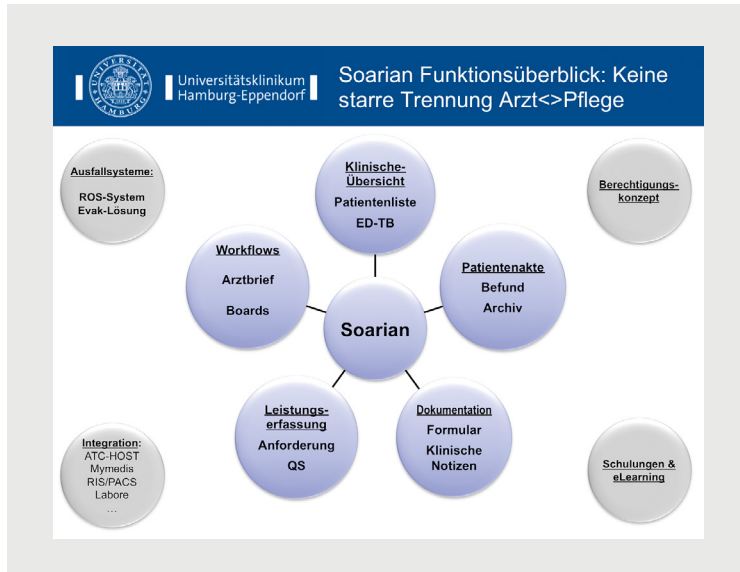 Universitätsklinikum
Hamburg-Eppendorf
Soarian Funktionsüberblick: Keine
starre Trennung Arzt<>Pflege
UNIVERSITÄT
HAMBURG
Ausfallsysteme:
ROS-System
Evak-Lösung
Klinische-
Übersicht
Patientenliste
ED-TB
Berechtigungs-
konzept
Workflows
Arztbrief
Boards
Patientenakte
Befund
Archiv
Soarian
Leistungs-
erfassung
Anforderung
QS
Dokumentation
Formular
Klinische
Notizen
Integration:
ATC-HOST
Mymedis
RIS/PACS
Labore
...
Schulungen &
eLearning